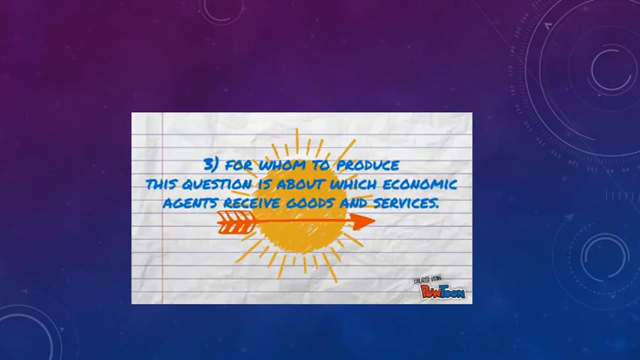 3) FOR WHOM TO PRODUCE
THIS QUESTION IS ABOUT WHICH ECONOMIC
AGENTS RECEIVE GOODS AND SERVICES.
CREATED USING
POWTOON